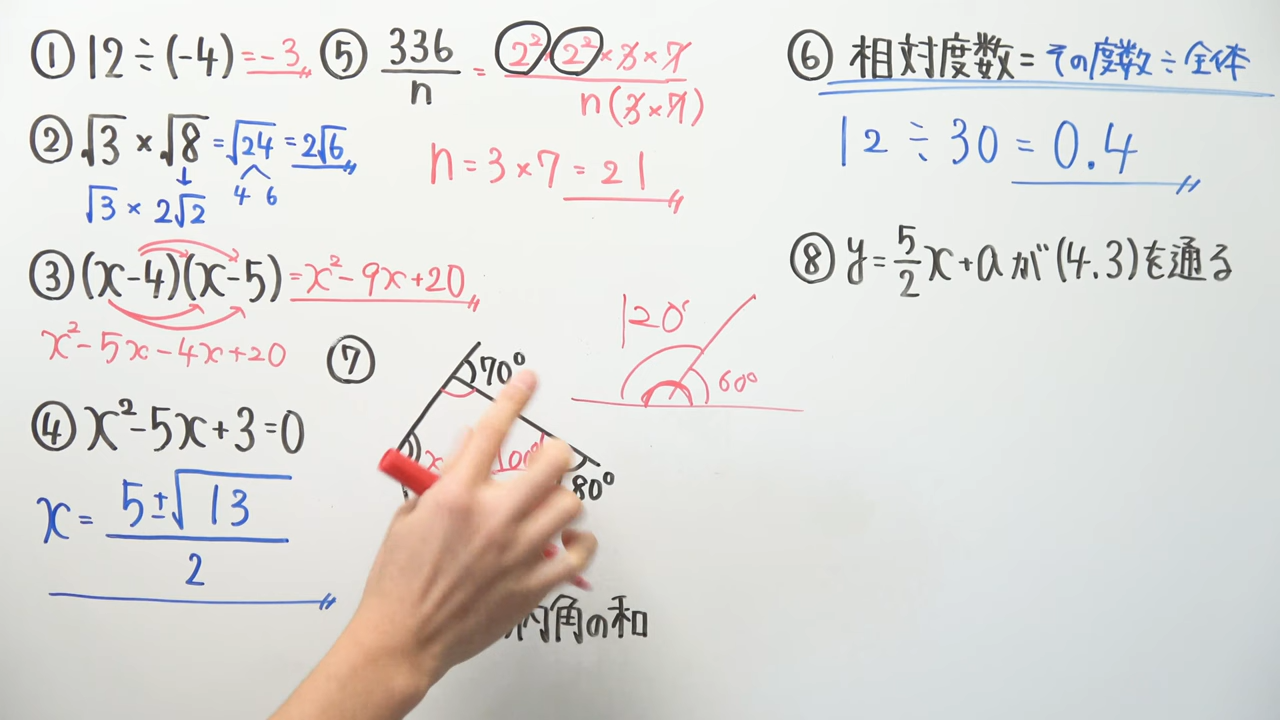 ① 12÷(-4)=-3
② √3×√8=√24=2√6
4 6
√3×2√2
③ (x-4)(x-5)=x²-9x+20
x²-5x-4x+20
④ x²-5x+3=0
x=(5±√13)/2
⑤ 336/n=(2²×2²×3×7)/n(3×7)
n=3×7=21
⑦
70°
x
100°
80°
内角の和
120°
60°
⑥ 相対度数=その度数÷全体
12÷30=0.4
⑧ y=5/2x+aが(4.3)を通る